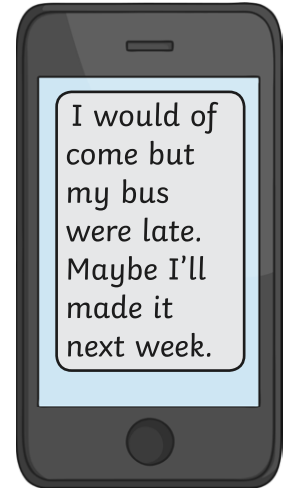 I would of
come but
my bus
were late.
Maybe I'll
made it
next week.